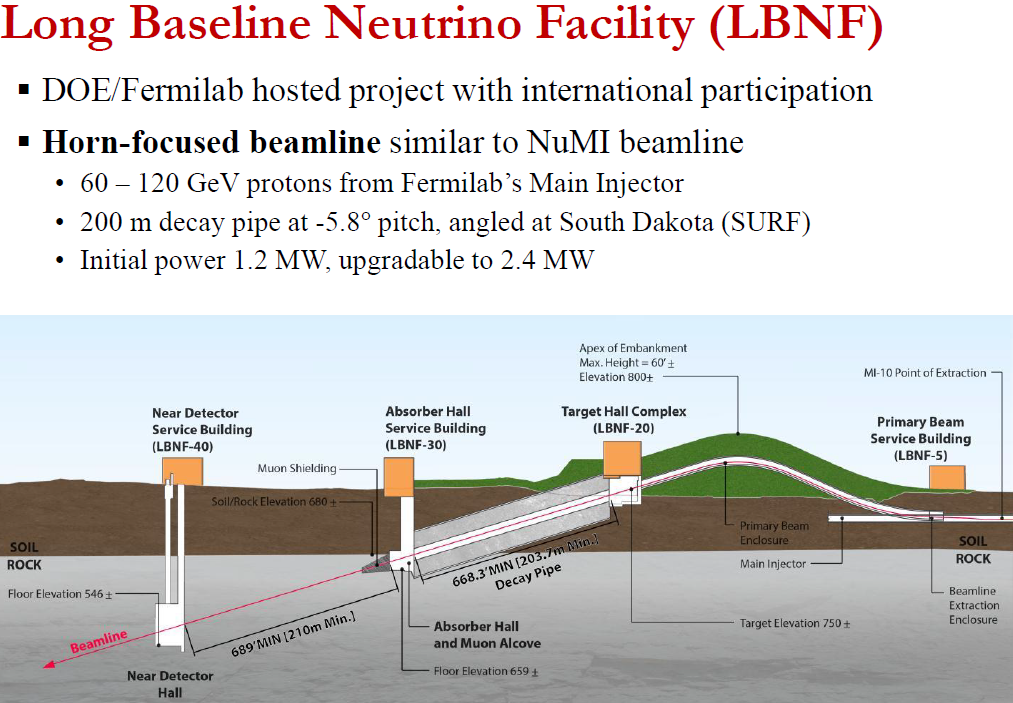 Long Baseline Neutrino Facility (LBNF)
▪ DOE/Fermilab hosted project with international participation
▪ Horn-focused beamline similar to NuMI beamline
• 60 – 120 GeV protons from Fermilab's Main Injector
• 200 m decay pipe at -5.8° pitch, angled at South Dakota (SURF)
• Initial power 1.2 MW, upgradable to 2.4 MW
Apex of Embankment
Max. Height = 60'±
Elevation 800±
MI-10 Point of Extraction
Near Detector
Service Building
(LBNF-40)
Absorber Hall
Service Building
(LBNF-30)
Target Hall Complex
(LBNF-20)
Primary Beam
Service Building
(LBNF-5)
Muon Shielding
Soil/Rock Elevation 680 ±
SOIL
ROCK
Primary Beam
Enclosure
Main Injector
SOIL
ROCK
668.3'MIN [203.7m Min.]
Decay Pipe
Floor Elevation 546 ±
Beamline
689'MIN [210m Min.]
Absorber Hall
and Muon Alcove
Floor Elevation 659 ±
Target Elevation 750 ±
Beamline
Extraction
Enclosure
Near Detector
Hall